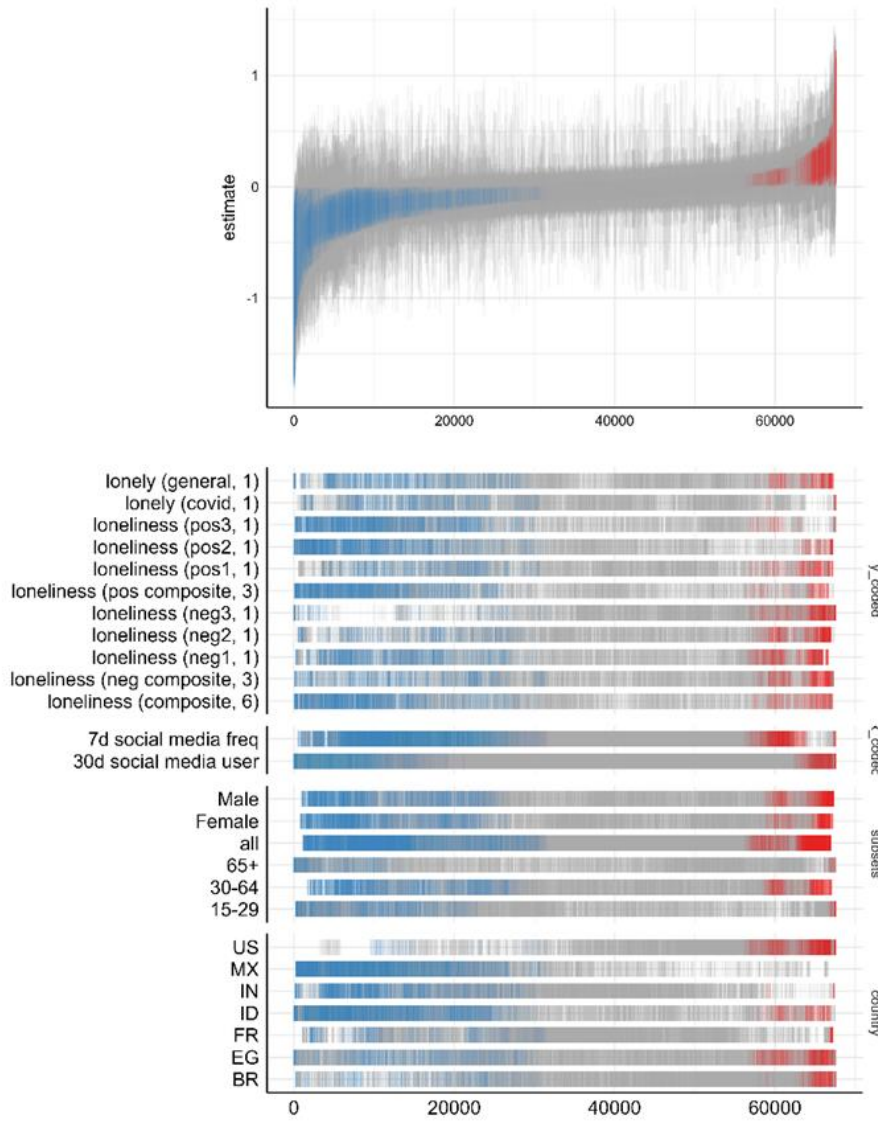 1
0
-1
estimate
0 20000 40000 60000
lonely (general, 1)
lonely (covid, 1)
loneliness (pos3, 1)
loneliness (pos2, 1)
loneliness (pos1, 1)
loneliness (pos composite, 3)
loneliness (neg3, 1)
loneliness (neg2, 1)
loneliness (neg1, 1)
loneliness (neg composite, 3)
loneliness (composite, 6)
y_coded
7d social media freq
30d social media user
Male
Female
all
65+
30-64
15-29
subsets
US
MX
IN
ID
FR
EG
BR
country
0 20000 40000 60000